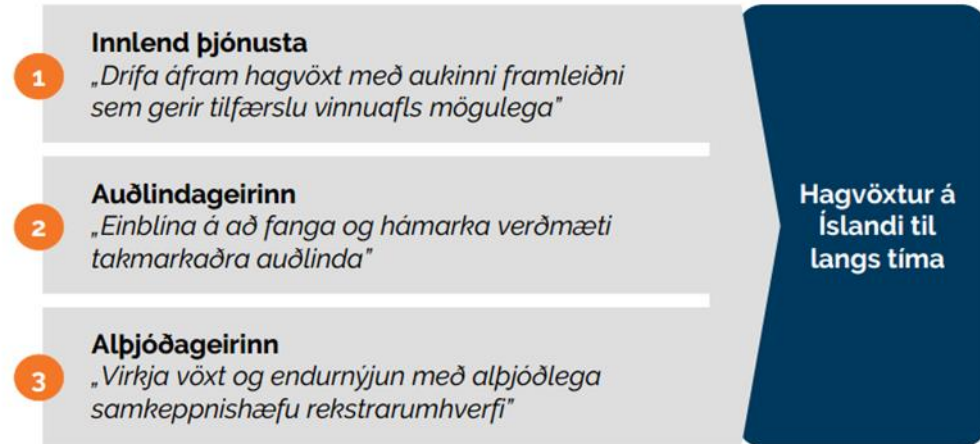 1
Innlend þjónusta
„Drífa áfram hagvöxt með aukinni framleiðni
sem gerir tilfærslu vinnuafls mögulega”
2
Auðlindageirinn
„Einblína á að fanga og hámarka verðmæti
takmarkaðra auðlinda”
3
Alþjóðageirinn
„Virkja vöxt og endurnýjun með alþjóðlega
samkeppnishæfu rekstrarumhverfi”
Hagvöxtur á
Íslandi til
langs tíma